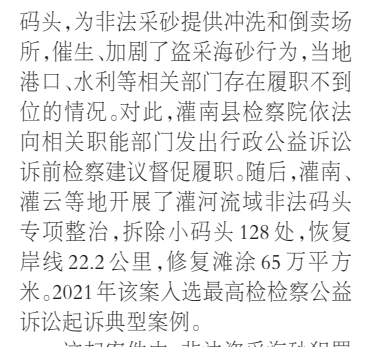 码头，为非法采砂提供冲洗和倒卖场
所，催生、加剧了盗采海砂行为，当地
港口、水利等相关部门存在履职不到
位的情况。对此，灌南县检察院依法
向相关职能部门发出行政公益诉讼
诉前检察建议督促履职。随后，灌南、
灌云等地开展了灌河流域非法码头
专项整治，拆除小码头128处，恢复
岸线22.2公里，修复滩涂65万平方
米。2021年该案入选最高检检察公益
诉讼起诉典型案例。